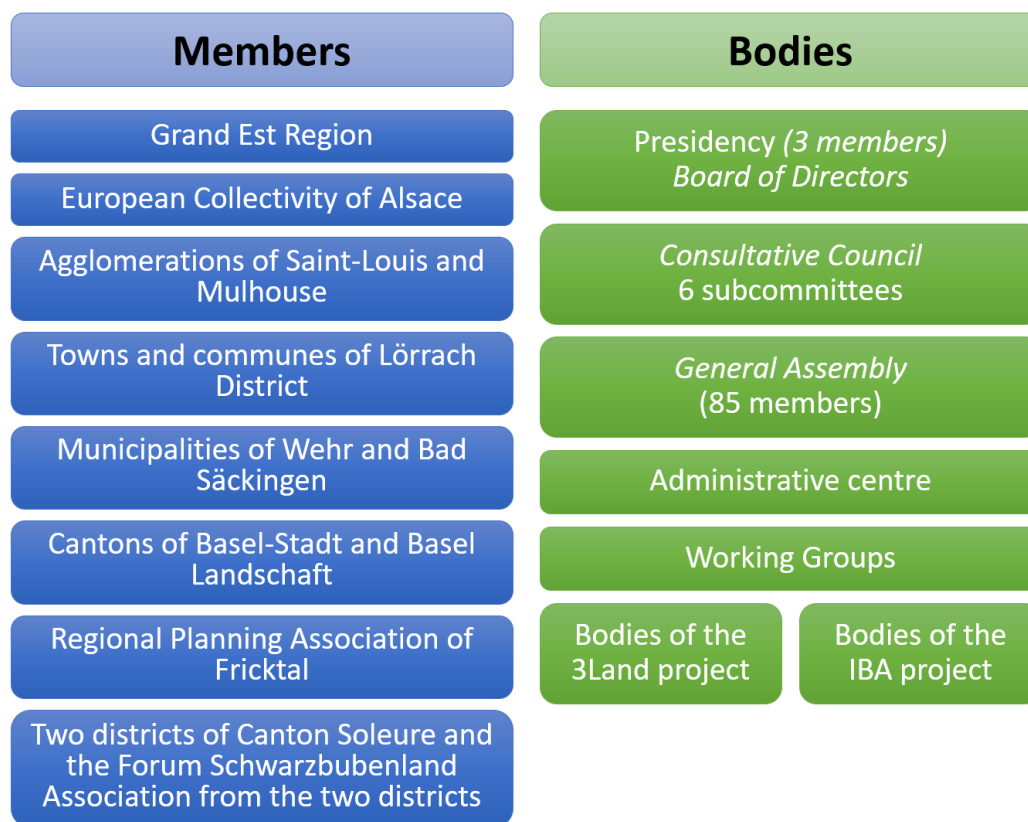 Members
Grand Est Region
European Collectivity of Alsace
Agglomerations of Saint-Louis and
Mulhouse
Towns and communes of Lörrach
District
Municipalities of Wehr and Bad
Säckingen
Cantons of Basel-Stadt and Basel
Landschaft
Regional Planning Association of
Fricktal
Two districts of Canton Soleure and
the Forum Schwarzbubenland
Association from the two districts
Bodies
Presidency (3 members)
Board of Directors
Consultative Council
6 subcommittees
General Assembly
(85 members)
Administrative centre
Working Groups
Bodies of the
3Land project
Bodies of the
IBA project